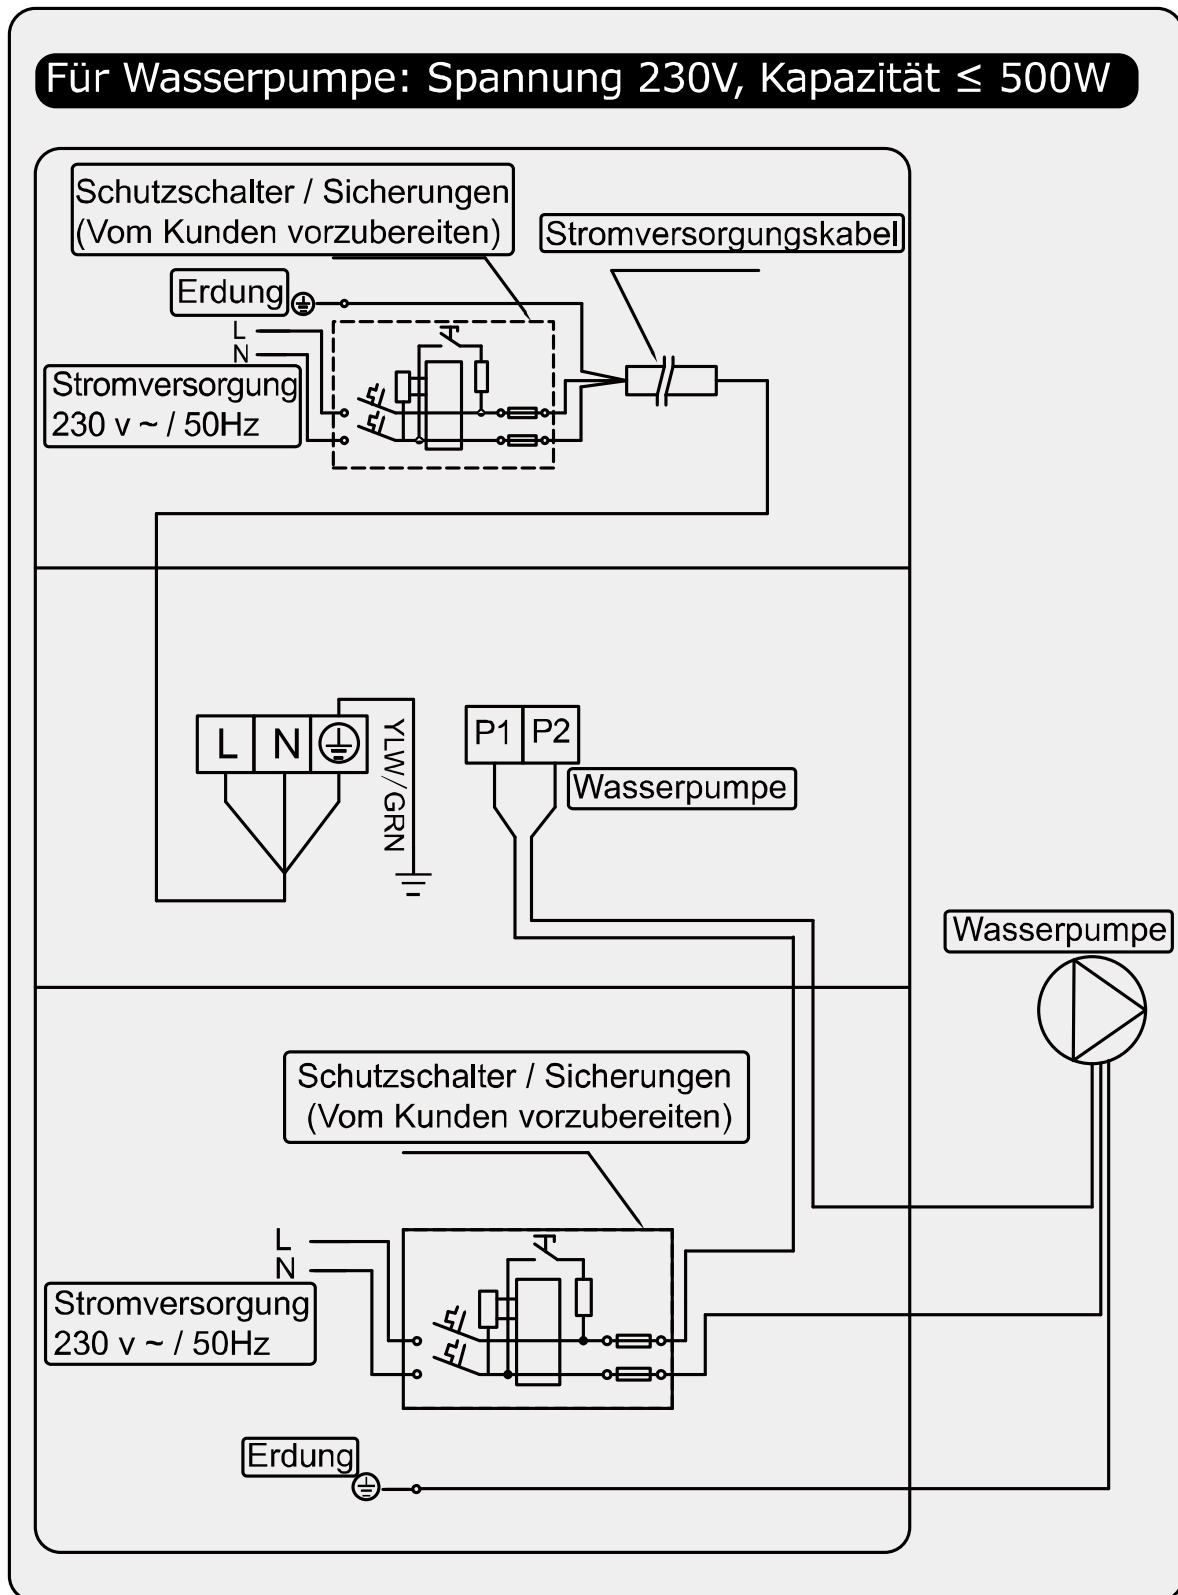 Für Wasserpumpe: Spannung 230V, Kapazität ≤ 500W
Schutzschalter / Sicherungen
(Vom Kunden vorzubereiten)
Stromversorgungskabel
Erdung
L
N
Stromversorgung
230 v ~ / 50Hz
L N
YLW/GRN
P1 P2
Wasserpumpe
Wasserpumpe
Schutzschalter / Sicherungen
(Vom Kunden vorzubereiten)
L
N
Stromversorgung
230 v ~ / 50Hz
Erdung